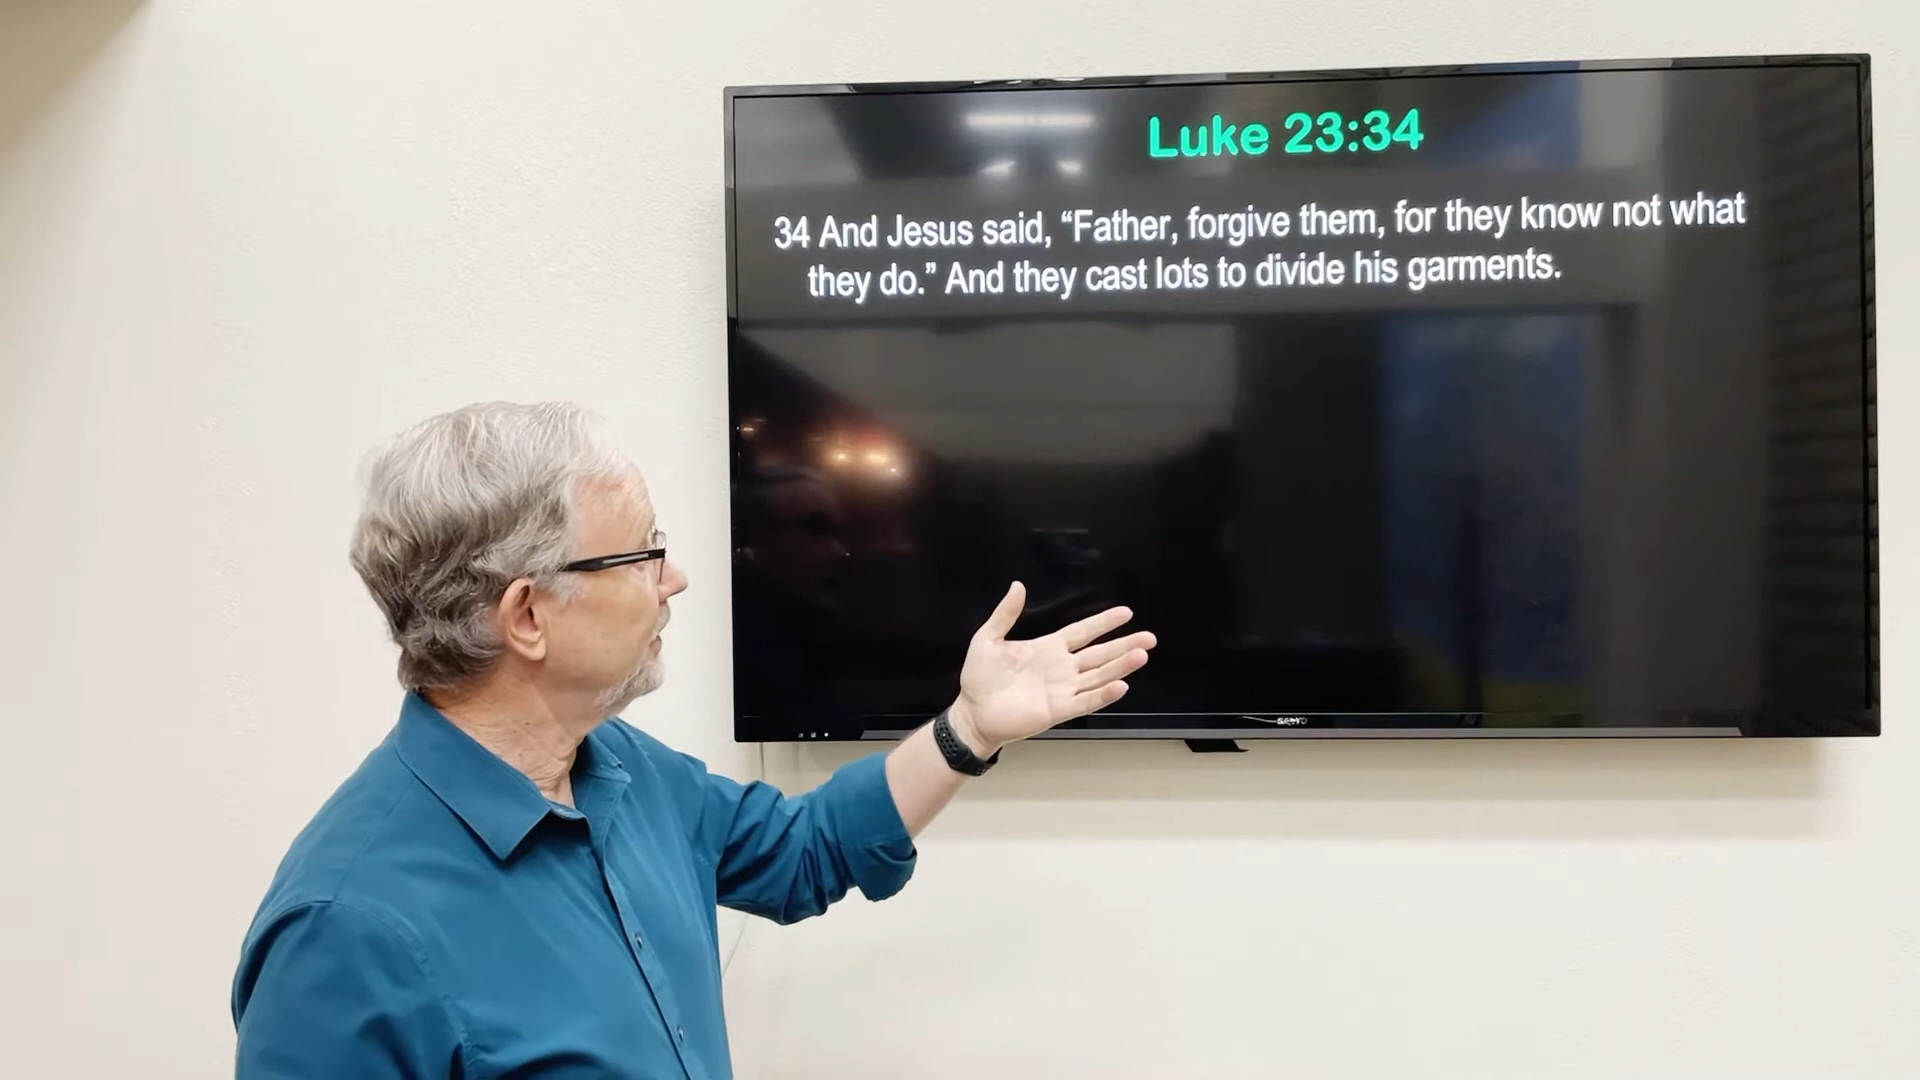 Luke 23:34
34 And Jesus said, “Father, forgive them, for they know not what
they do.” And they cast lots to divide his garments.
SANYO